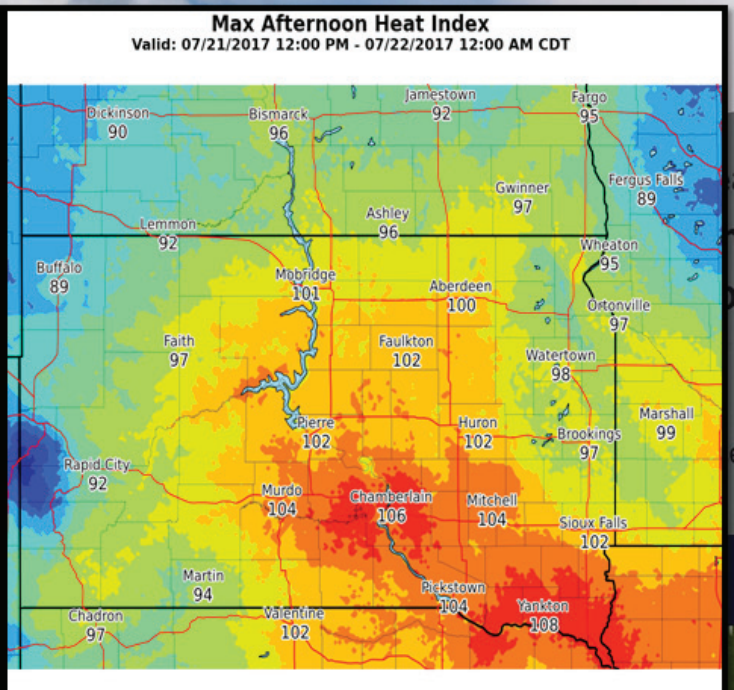 Max Afternoon Heat Index
Valid: 07/21/2017 12:00 PM - 07/22/2017 12:00 AM CDT
Dickinson
90
Bismarck
96
Jamestown
92
Fargo
95
Gwinner
97
Fergus Falls
89
Ashley
96
Lemmon
92
Wheaton
95
Buffalo
89
Mobridge
101
Aberdeen
100
Ortonville
97
Faith
97
Faulkton
102
Watertown
98
Marshall
99
Pierre
102
Huron
102
Brookings
97
Rapid City
92
Murdo
104
Chamberlain
106
Mitchell
104
Sioux Falls
102
Martin
94
Pickstown
104
Yankton
108
Chadron
97
Valentine
102